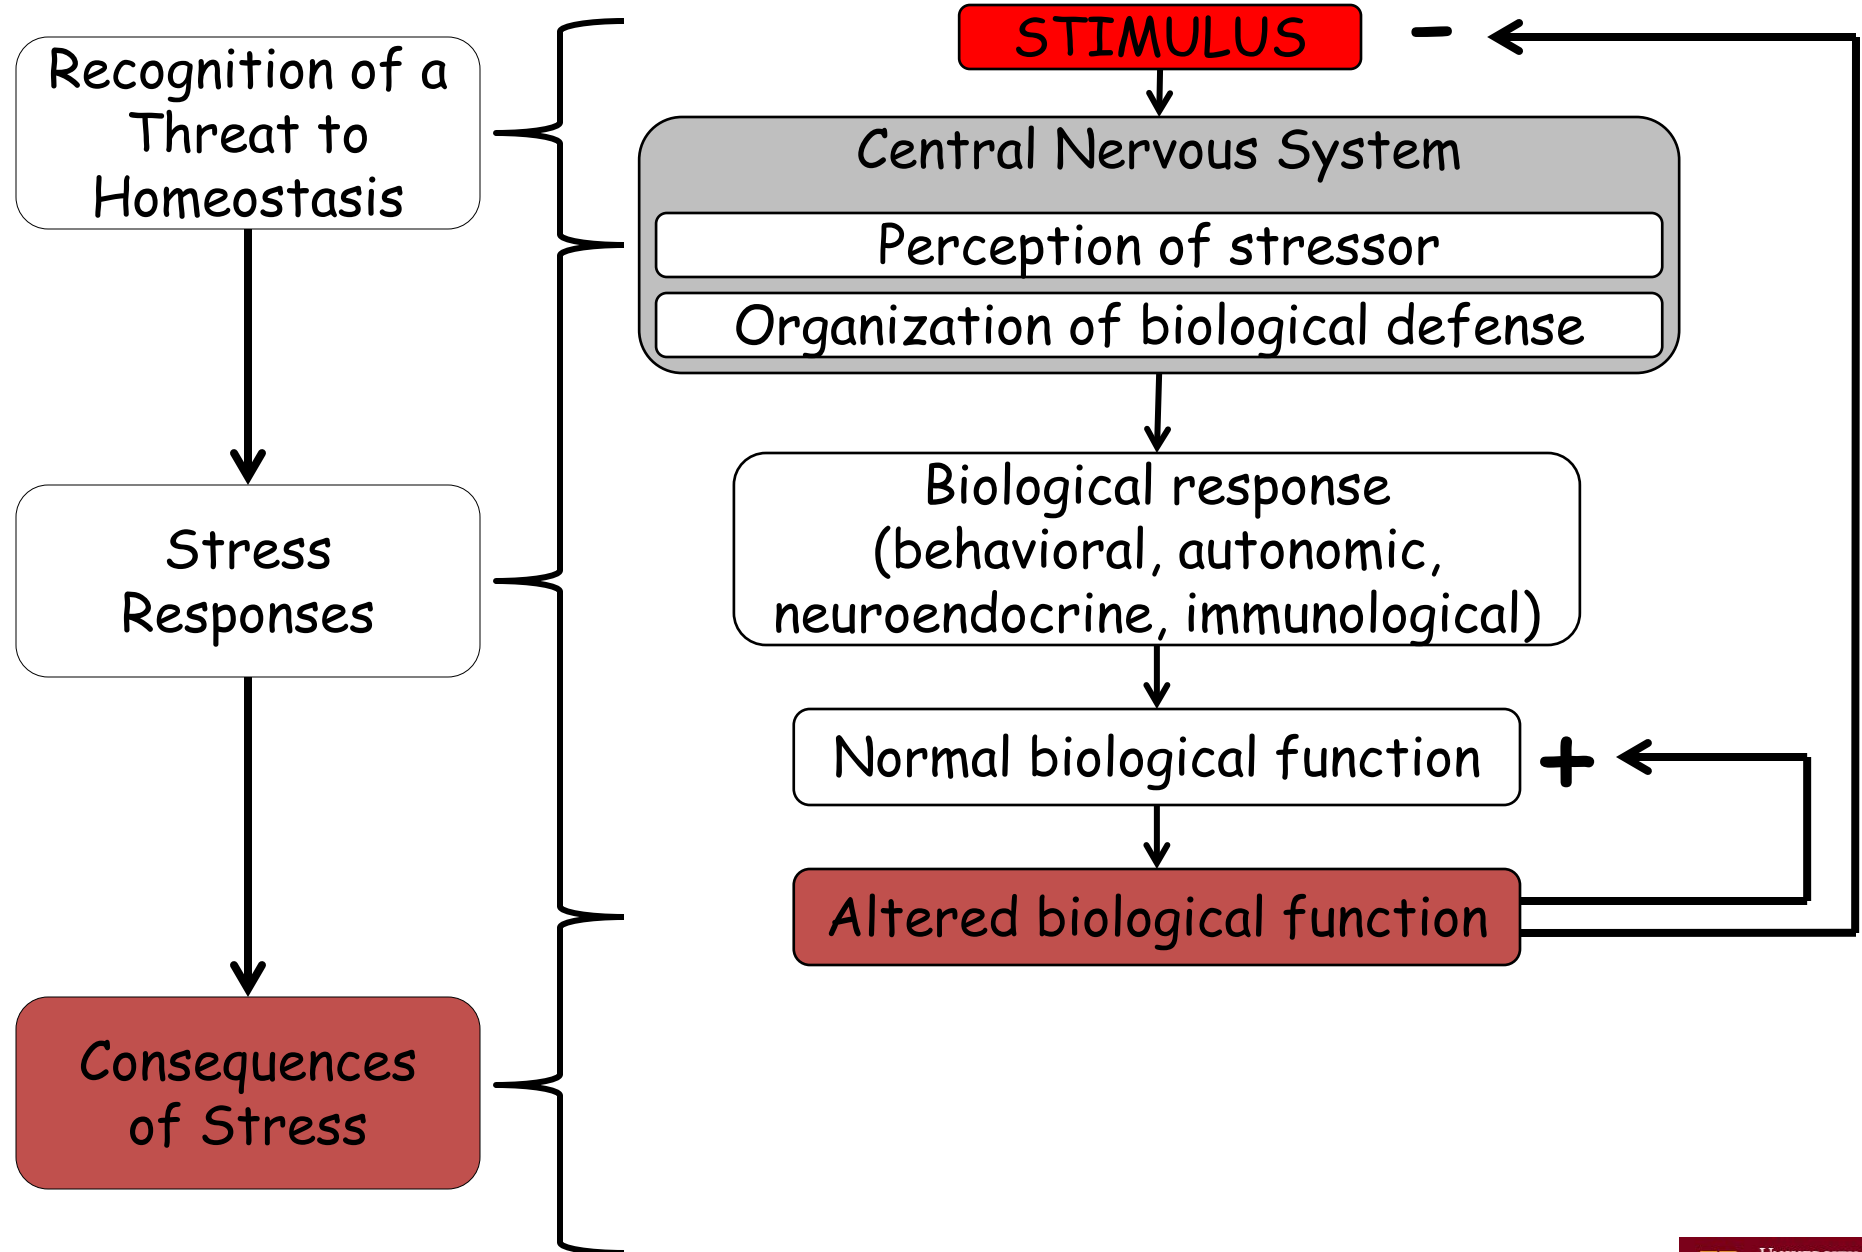 Recognition of a
Threat to
Homeostasis
Stress
Responses
Consequences
of Stress
STIMULUS
-
Central Nervous System
Perception of stressor
Organization of biological defense
Biological response
(behavioral, autonomic,
neuroendocrine, immunological)
Normal biological function
+
Altered biological function